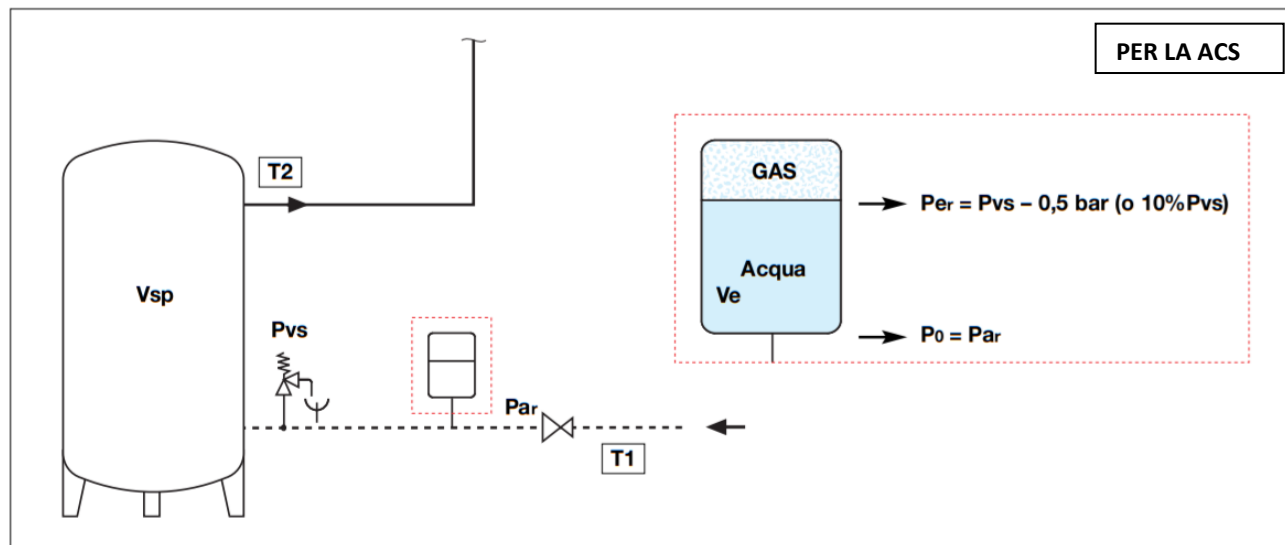 PER LA ACS
T2
GAS
Per = Pvs – 0,5 bar (o 10%Pvs)
Vsp
Acqua
Ve
Pvs
P0 = Par
Par
T1